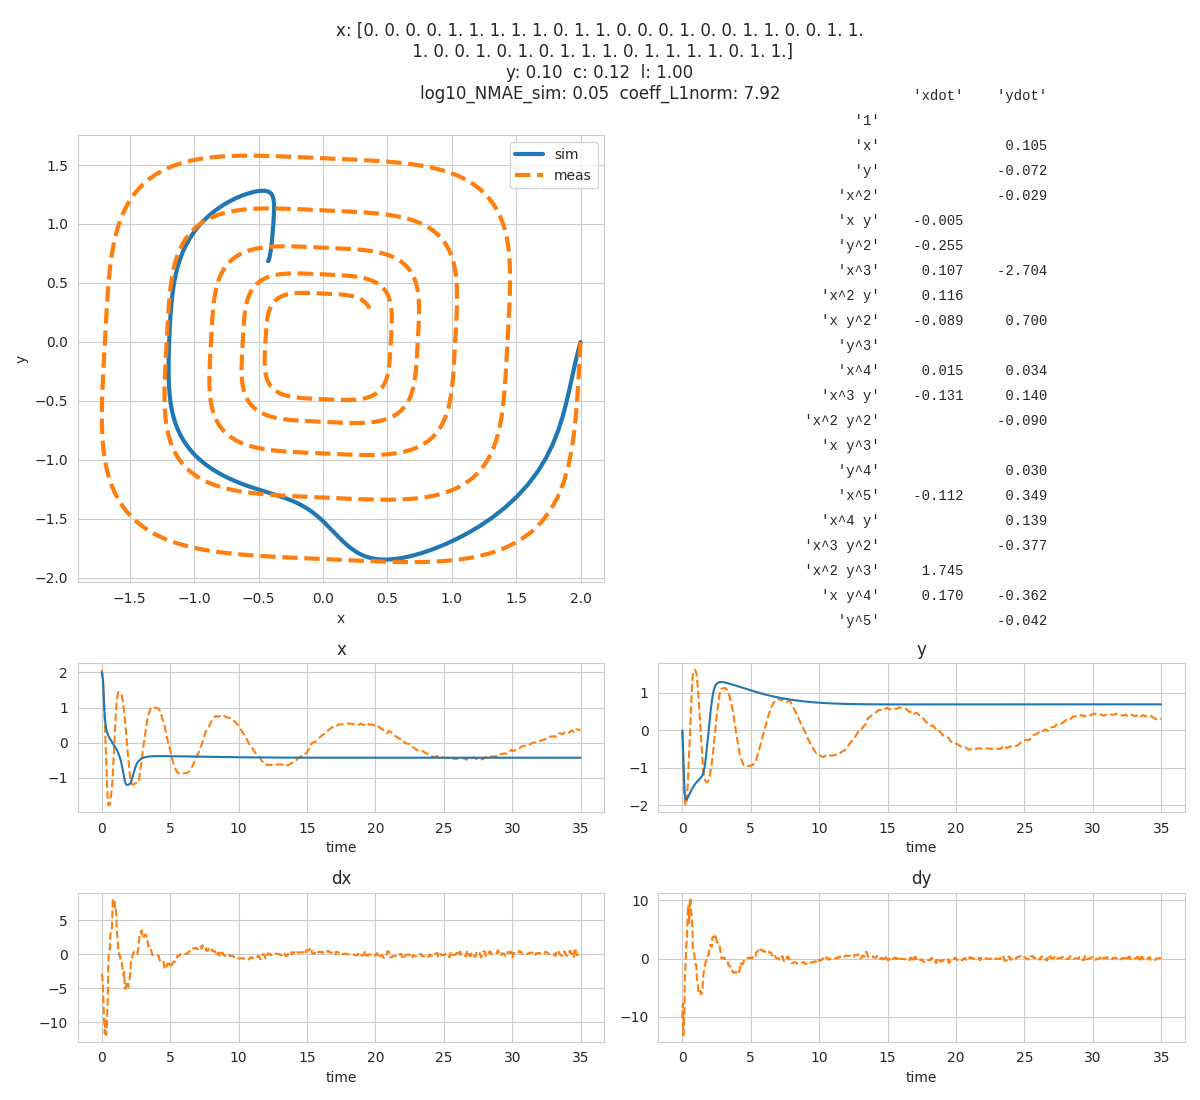 x: [0. 0. 0. 0. 1. 1. 1. 1. 1. 0. 1. 1. 0. 0. 0. 1. 0. 0. 1. 1. 0. 0. 1. 1.
1. 0. 0. 1. 0. 1. 0. 1. 1. 1. 0. 1. 1. 1. 1. 0. 1. 1.]
y: 0.10  c: 0.12  l: 1.00
log10_NMAE_sim: 0.05  coeff_L1norm: 7.92
'xdot' 'ydot'
'1'
'x' 0.105
'y' -0.072
'x^2' -0.029
'x y' -0.005
'y^2' -0.255
'x^3' 0.107 -2.704
'x^2 y' 0.116
'x y^2' -0.089 0.700
'y^3'
'x^4' 0.015 0.034
'x^3 y' -0.131 0.140
'x^2 y^2' -0.090
'x y^3'
'y^4' 0.030
'x^5' -0.112 0.349
'x^4 y' 0.139
'x^3 y^2' -0.377
'x^2 y^3' 1.745
'x y^4' 0.170 -0.362
'y^5' -0.042
sim
meas
1.5
1.0
0.5
0.0
−0.5
−1.0
−1.5
−2.0
y
−1.5 −1.0 −0.5 0.0 0.5 1.0 1.5 2.0
x
x
2
1
0
−1
0 5 10 15 20 25 30 35
time
y
1
0
−1
−2
0 5 10 15 20 25 30 35
time
dx
5
0
−5
−10
0 5 10 15 20 25 30 35
time
dy
10
0
−10
0 5 10 15 20 25 30 35
time